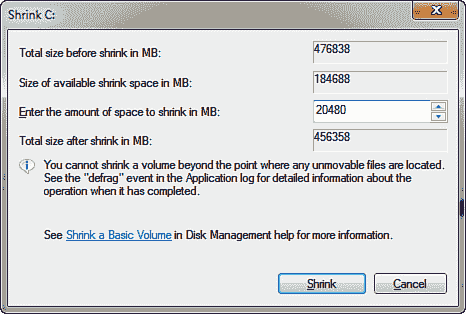 Shrink C:
Total size before shrink in MB: 476838
Size of available shrink space in MB: 184688
Enter the amount of space to shrink in MB: 20480
Total size after shrink in MB: 456358
You cannot shrink a volume beyond the point where any unmovable files are located.
See the "defrag" event in the Application log for detailed information about the
operation when it has completed.
See Shrink a Basic Volume in Disk Management help for more information.
Shrink Cancel